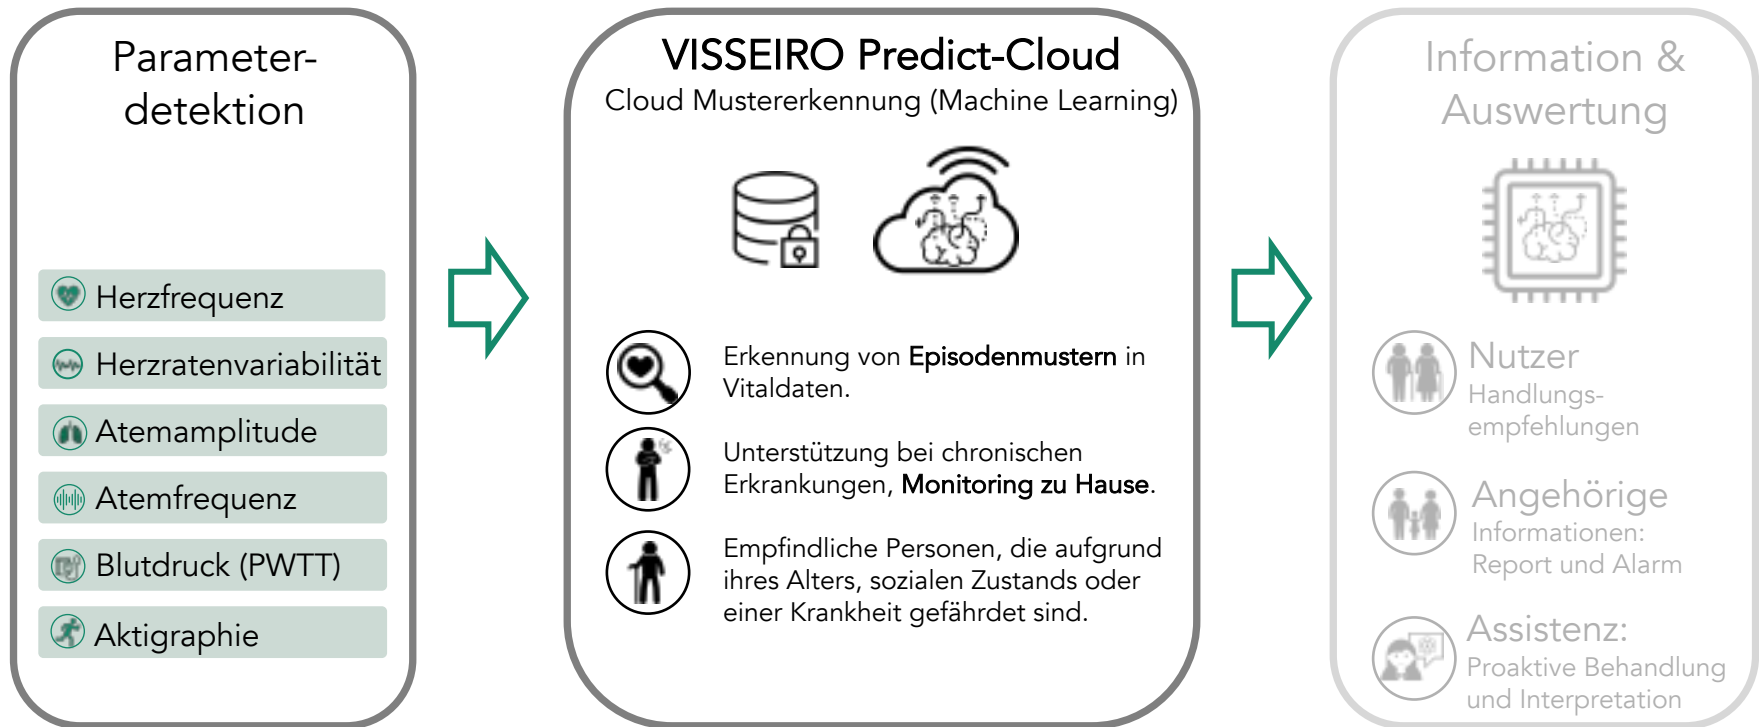 Parameter-
detektion
Herzfrequenz
Herzratenvariabilität
Atemamplitude
Atemfrequenz
Blutdruck (PWTT)
Aktigraphie
VISSEIRO Predict-Cloud
Cloud Mustererkennung (Machine Learning)
Erkennung von Episodenmustern in
Vitaldaten.
Unterstützung bei chronischen
Erkrankungen, Monitoring zu Hause.
Empfindliche Personen, die aufgrund
ihres Alters, sozialen Zustands oder
einer Krankheit gefährdet sind.
Information &
Auswertung
Nutzer
Handlungs-
empfehlungen
Angehörige
Informationen:
Report und Alarm
Assistenz:
Proaktive Behandlung
und Interpretation